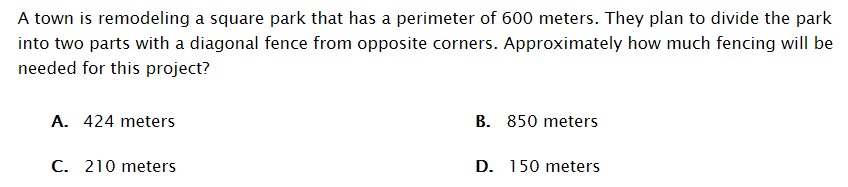 A town is remodeling a square park that has a perimeter of 600 meters. They plan to divide the park
into two parts with a diagonal fence from opposite corners. Approximately how much fencing will be
needed for this project?
A. 424 meters
B. 850 meters
C. 210 meters
D. 150 meters